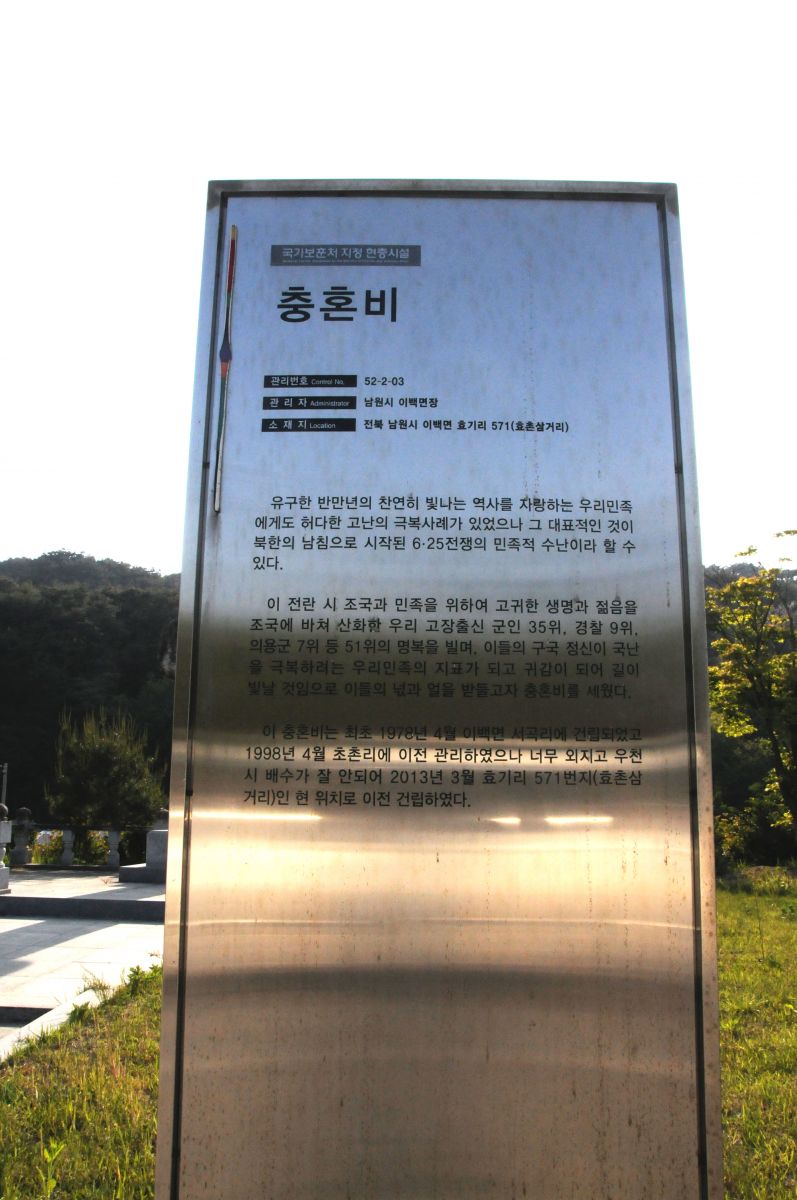 국가보훈처 지정 현충시설
충혼비
관리번호 Control No. 52-2-03
관 리 자 Administrator 남원시 이백면장
소 재 지 Location 전북 남원시 이백면 효기리 571(효촌삼거리)
유구한 반만년의 찬연히 빛나는 역사를 자랑하는 우리민족
에게도 허다한 고난의 극복사례가 있었으나 그 대표적인 것이
북한의 남침으로 시작된 6·25전쟁의 민족적 수난이라 할 수
있다.
이 전란 시 조국과 민족을 위하여 고귀한 생명과 젊음을
조국에 바쳐 산화한 우리 고장출신 군인 35위, 경찰 9위,
의용군 7위 등 51위의 명복을 빌며, 이들의 구국 정신이 국난
을 극복하려는 우리민족의 지표가 되고 귀감이 되어 길이
빛날 것임으로 이들의 넋과 얼을 받들고자 충혼비를 세웠다.
이 충혼비는 최초 1978년 4월 이백면 서곡리에 건립되었고
1998년 4월 초촌리에 이전 관리하였으나 너무 외지고 우천
시 배수가 잘 안되어 2013년 3월 효기리 571번지(효촌삼
거리)인 현 위치로 이전 건립하였다.